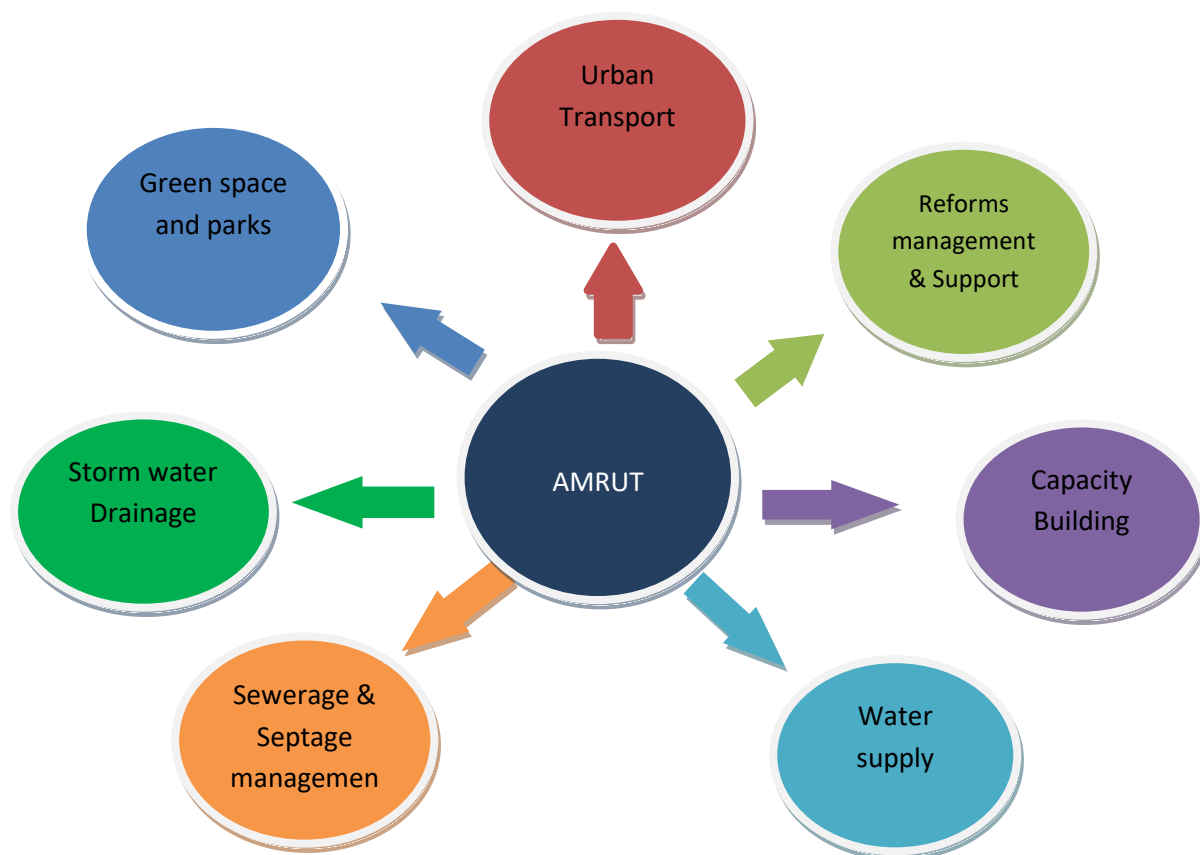 Urban
Transport
Green space
and parks
Reforms
management
& Support
AMRUT
Storm water
Drainage
Capacity
Building
Sewerage &
Septage
managemen
Water
supply